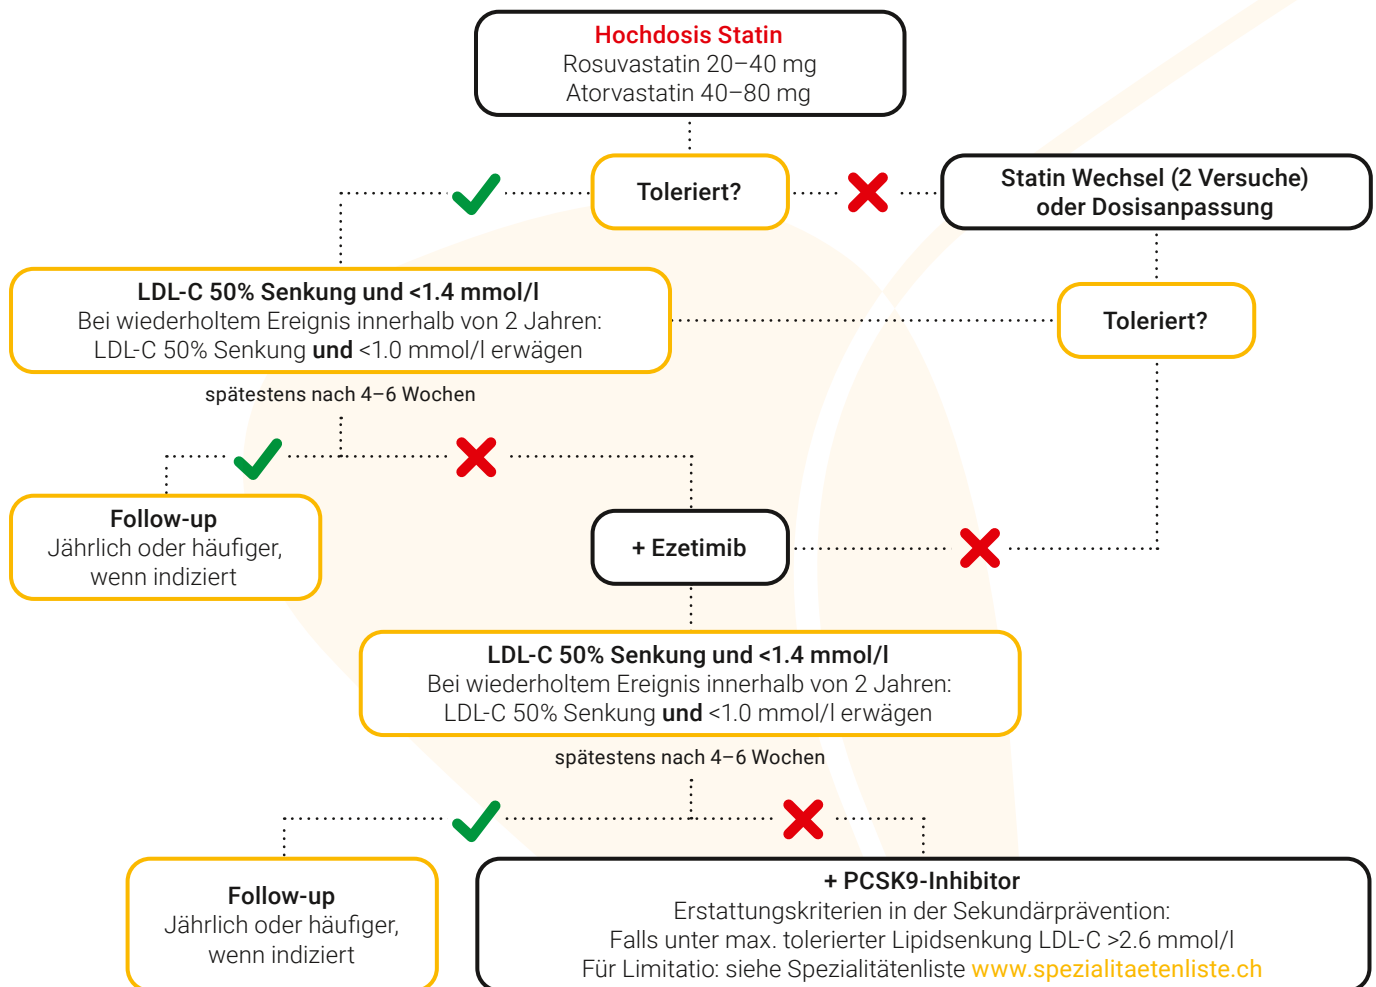 Hochdosis Statin
Rosuvastatin 20–40 mg
Atorvastatin 40–80 mg
Toleriert?
Statin Wechsel (2 Versuche)
oder Dosisanpassung
LDL-C 50% Senkung und <1.4 mmol/l
Bei wiederholtem Ereignis innerhalb von 2 Jahren:
LDL-C 50% Senkung und <1.0 mmol/l erwägen
Toleriert?
spätestens nach 4–6 Wochen
Follow-up
Jährlich oder häufiger,
wenn indiziert
+ Ezetimib
LDL-C 50% Senkung und <1.4 mmol/l
Bei wiederholtem Ereignis innerhalb von 2 Jahren:
LDL-C 50% Senkung und <1.0 mmol/l erwägen
spätestens nach 4–6 Wochen
Follow-up
Jährlich oder häufiger,
wenn indiziert
+ PCSK9-Inhibitor
Erstattungskriterien in der Sekundärprävention:
Falls unter max. tolerierter Lipidsenkung LDL-C >2.6 mmol/l
Für Limitatio: siehe Spezialitätenliste www.spezialitaetenliste.ch